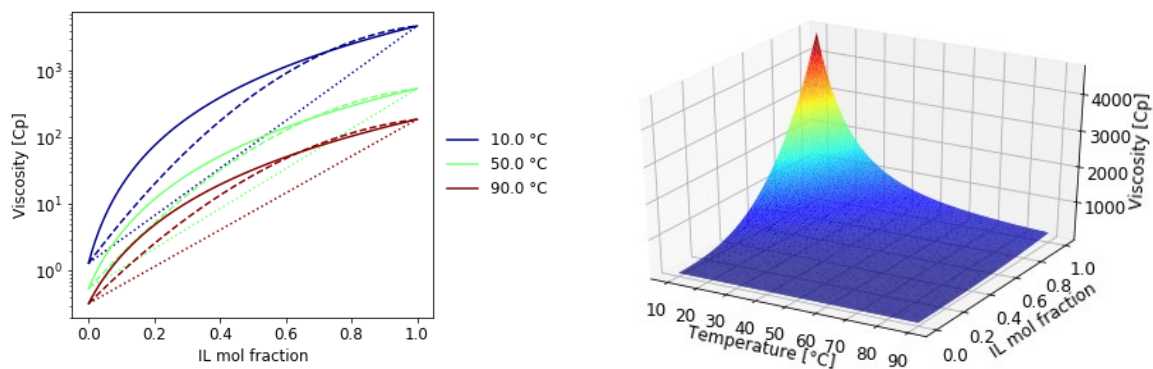 Viscosity [Cp]
10³
10²
10¹
10⁰
0.0 0.2 0.4 0.6 0.8 1.0
IL mol fraction
10.0 °C
50.0 °C
90.0 °C
4000
3000
2000
1000
Viscosity [Cp]
10 20 30 40 50 60 70 80 90
Temperature [°C]
0.0 0.2 0.4 0.6 0.8 1.0
IL mol fraction